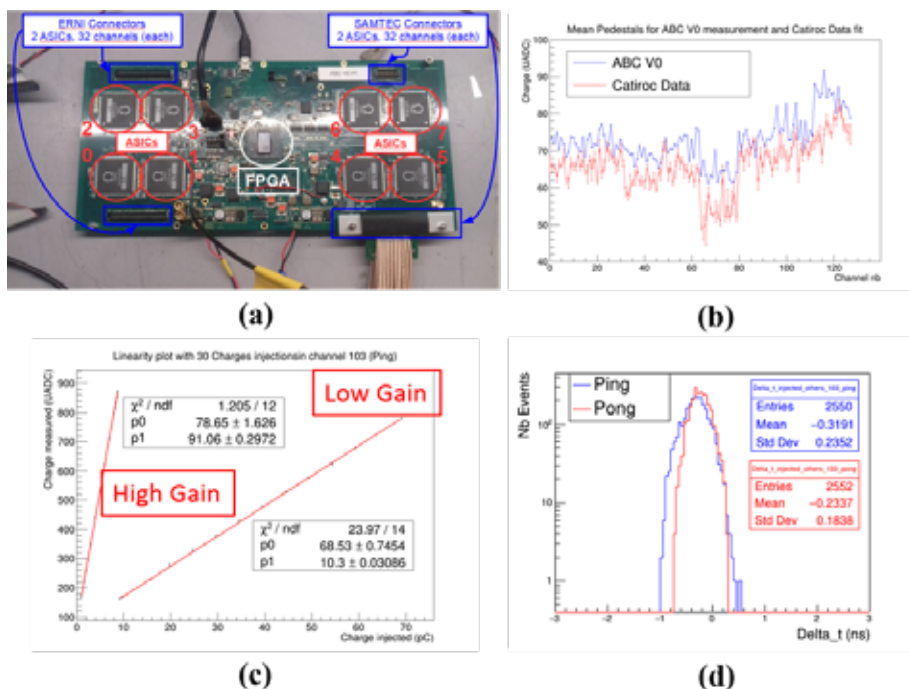 ERNI Connectors
2 ASICs, 32 channels (each)
SAMTEC Connectors
2 ASICs, 32 channels (each)
2
3
6
7
ASICs
ASICs
0
1
4
5
FPGA
(a)
Mean Pedestals for ABC V0 measurement and Catiroc Data fit
Charge (UADC)
ABC V0
Catiroc Data
100
90
80
70
60
50
40
0 20 40 60 80 100 120
Channel nb
(b)
Linearity plot with 30 Charges injectionsin channel 103 (Ping)
Charge measured (UADC)
900
800
700
600
500
400
300
200
100
Low Gain
High Gain
χ² / ndf 1.205 / 12
p0 78.65 ± 1.626
p1 91.06 ± 0.2972
χ² / ndf 23.97 / 14
p0 68.53 ± 0.7454
p1 10.3 ± 0.03086
0 10 20 30 40 50 60 70
Charge injected (pC)
(c)
Nb Events
Ping
Pong
10²
10
1
Entries 2550
Mean −0.3191
Std Dev 0.2352
Entries 2552
Mean −0.2337
Std Dev 0.1838
−3 −2 −1 0 1 2 3
Delta_t (ns)
(d)